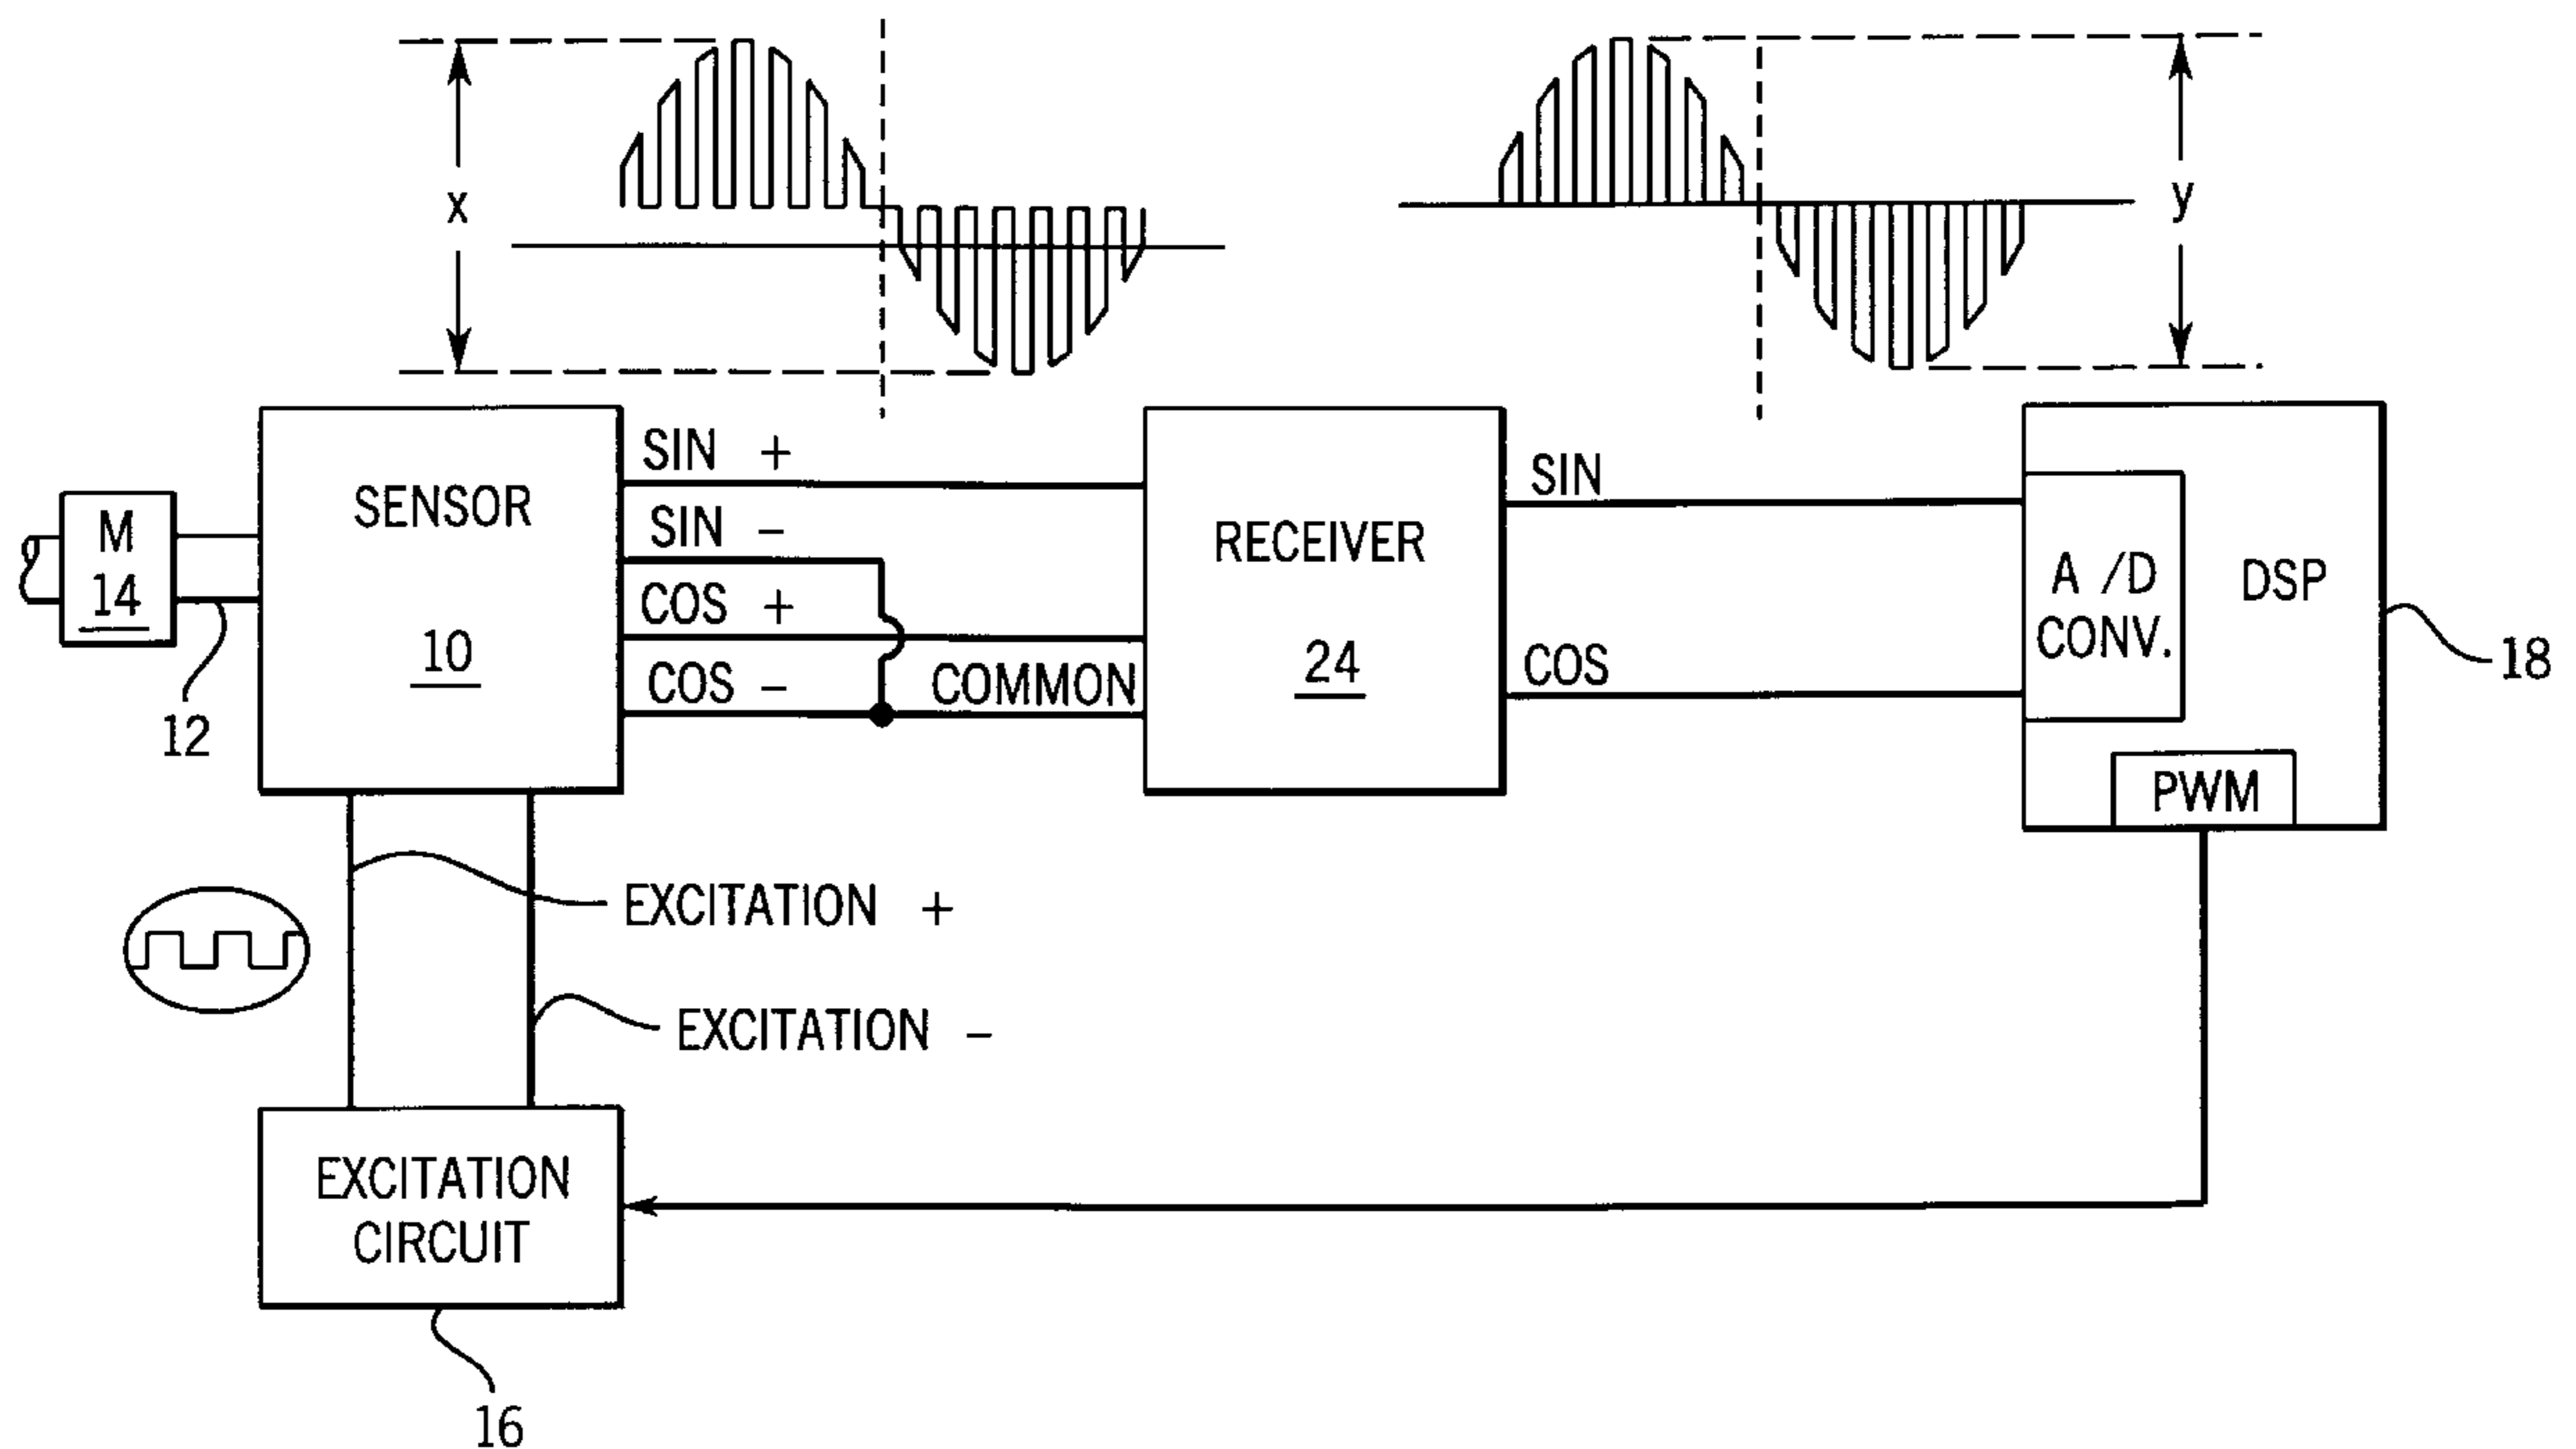 x
y
SENSOR
10
M
14
12
SIN +
SIN -
COS +
COS -
COMMON
RECEIVER
24
SIN
COS
A /D
CONV.
DSP
PWM
18
EXCITATION +
EXCITATION -
EXCITATION
CIRCUIT
16